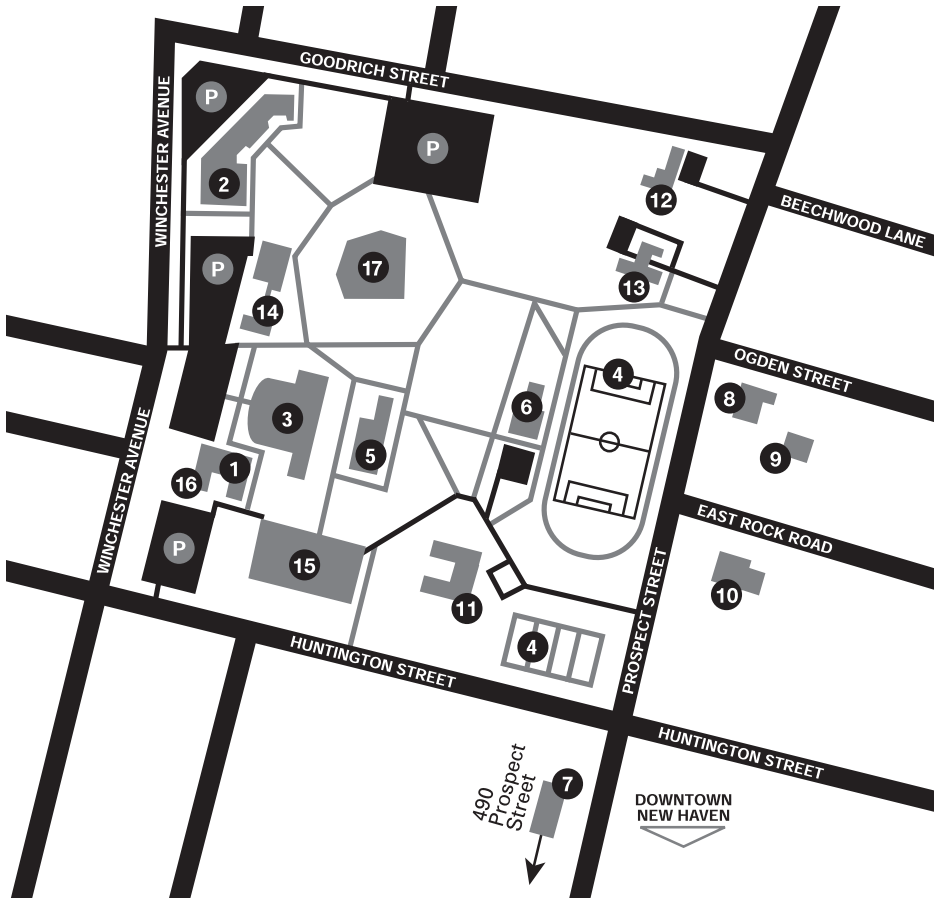 GOODRICH STREET
WINCHESTER AVENUE
P
P
2
12
BEECHWOOD LANE
17
P
13
14
OGDEN STREET
4
8
6
3
5
9
1
16
WINCHESTER AVENUE
EAST ROCK ROAD
P
15
10
11
PROSPECT STREET
4
HUNTINGTON STREET
HUNTINGTON STREET
7
490
Prospect
Street
DOWNTOWN
NEW HAVEN